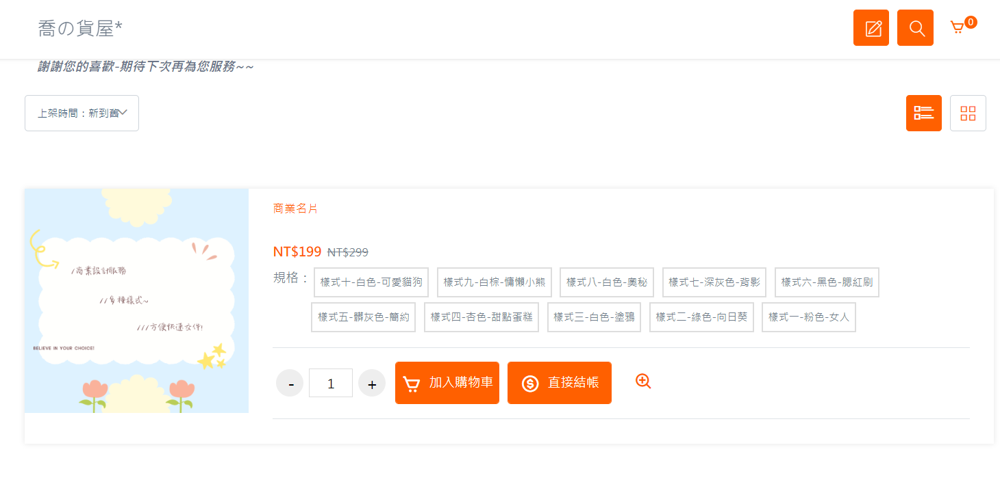 喬の貨屋*
0
謝謝您的喜歡-期待下次再為您服務~~
上架時間：新到舊
/商業設計服務
//多種樣式~
///方便快速交件!
BELIEVE IN YOUR CHOICE!
商業名片
NT$199 NT$299
規格： 樣式十-白色-可愛貓狗 樣式九-白棕-慵懶小熊 樣式八-白色-奧秘 樣式七-深灰色-背影 樣式六-黑色-腮紅刷
樣式五-髒灰色-簡約 樣式四-杏色-甜點蛋糕 樣式三-白色-塗鴉 樣式二-綠色-向日葵 樣式一-粉色-女人
- 1 + 加入購物車 直接結帳